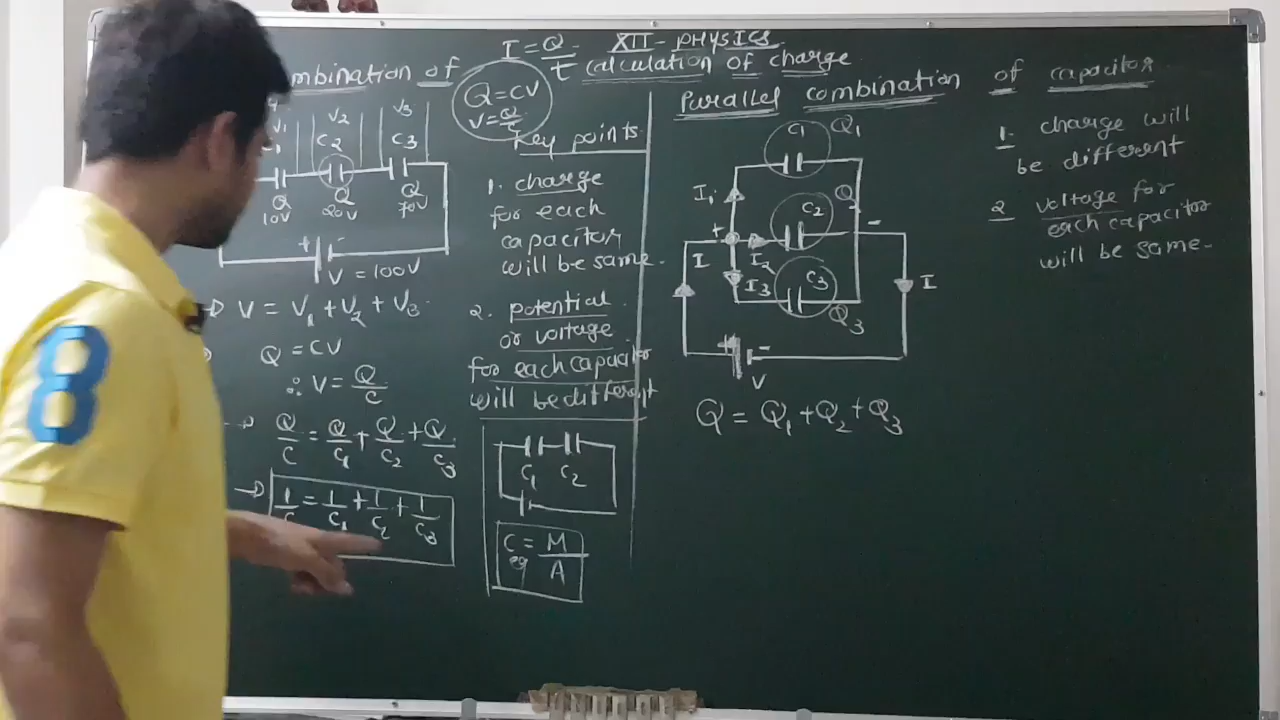 I = Q/t
XII - PHYSICS
calculation of charge
mbination of
Q = CV
V = Q/C
Key points
1. charge
for each
capacitor
will be same.
2. potential
or voltage
for each capacitor
will be different
V1 V2 V3
C2 C3
Q Q Q
10V 20V 70V
+ -
V = 100V
V = V1 + V2 + V3
Q = CV
∴ V = Q/C
→ Q/C = Q/C1 + Q/C2 + Q/C3
→ 1/C = 1/C1 + 1/C2 + 1/C3
C1 C2
Ceq = M/A
Parallel combination of capacitor
C1 Q1
I1
C2 Q
+ -
I I2
I3 C3
Q3
I
+ -
V
Q = Q1 + Q2 + Q3
1. charge will
be different
2 voltage for
each capacitor
will be same.
8